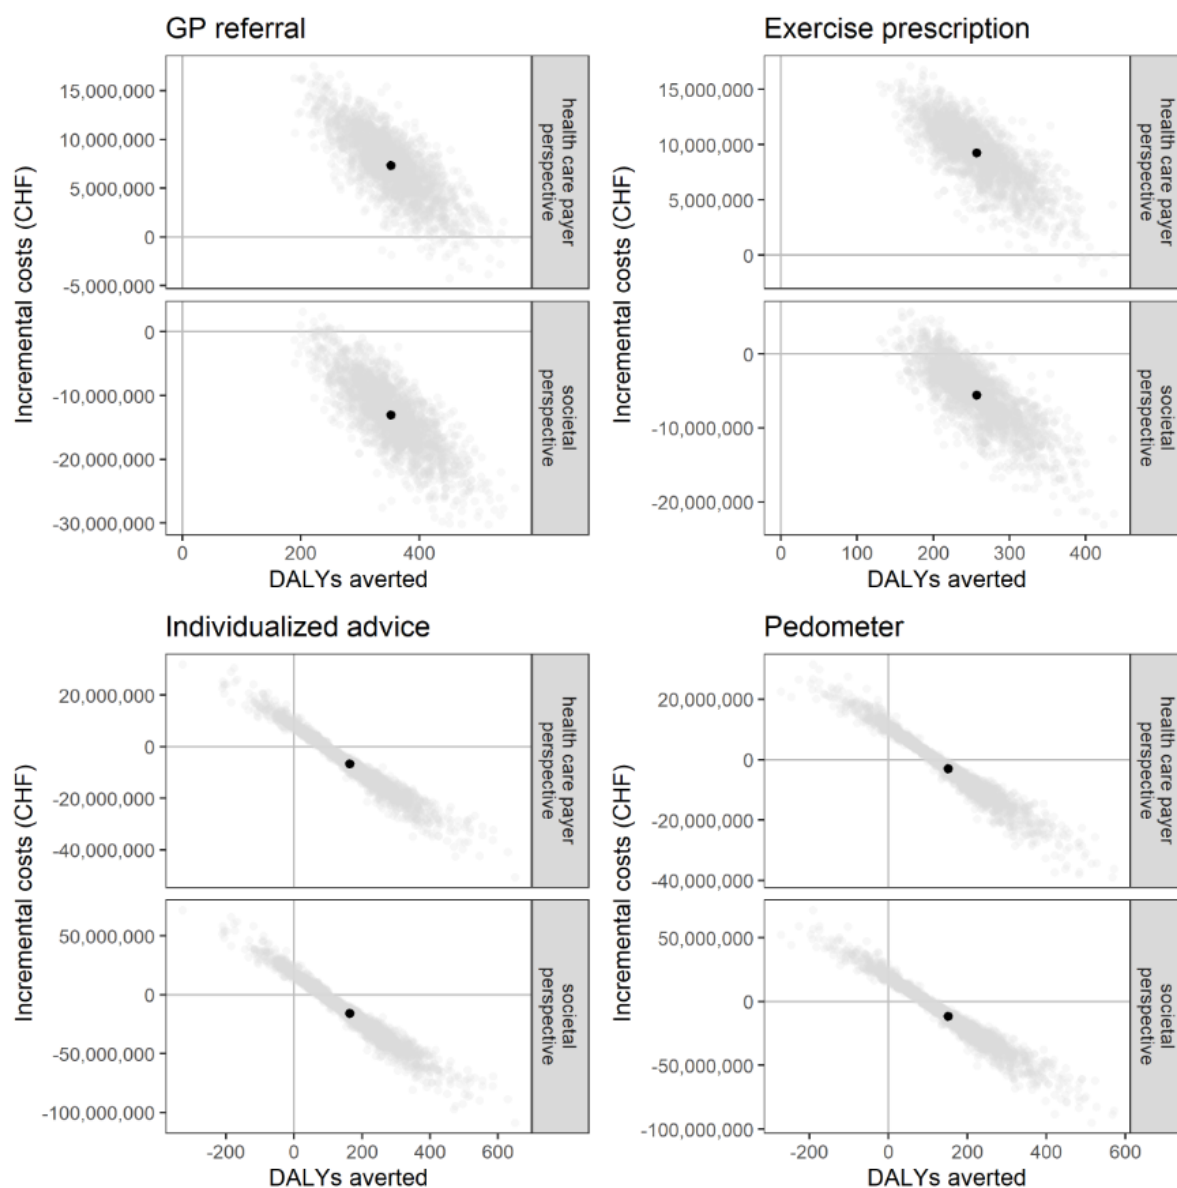 GP referral
Incremental costs (CHF)
15,000,000
10,000,000
5,000,000
0
-5,000,000
health care payer
perspective
0
-10,000,000
-20,000,000
-30,000,000
societal
perspective
0
200
400
DALYs averted
Exercise prescription
Incremental costs (CHF)
15,000,000
10,000,000
5,000,000
0
health care payer
perspective
0
-10,000,000
-20,000,000
societal
perspective
0
100
200
300
400
DALYs averted
Individualized advice
Incremental costs (CHF)
20,000,000
0
-20,000,000
-40,000,000
health care payer
perspective
50,000,000
0
-50,000,000
-100,000,000
societal
perspective
-200
0
200
400
600
DALYs averted
Pedometer
Incremental costs (CHF)
20,000,000
0
-20,000,000
-40,000,000
health care payer
perspective
50,000,000
0
-50,000,000
-100,000,000
societal
perspective
-200
0
200
400
600
DALYs averted